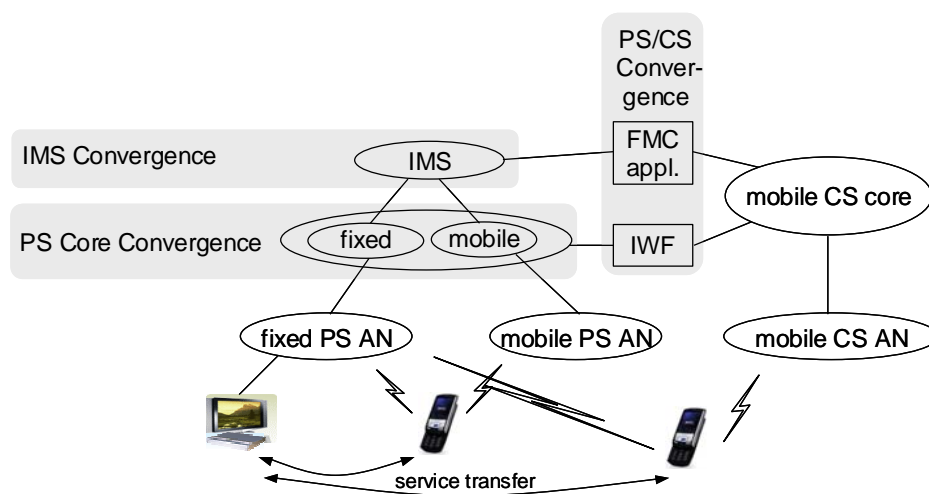 PS/CS
Conver-
gence
IMS Convergence
IMS
FMC
appl.
mobile CS core
PS Core Convergence
fixed
mobile
IWF
fixed PS AN
mobile PS AN
mobile CS AN
service transfer